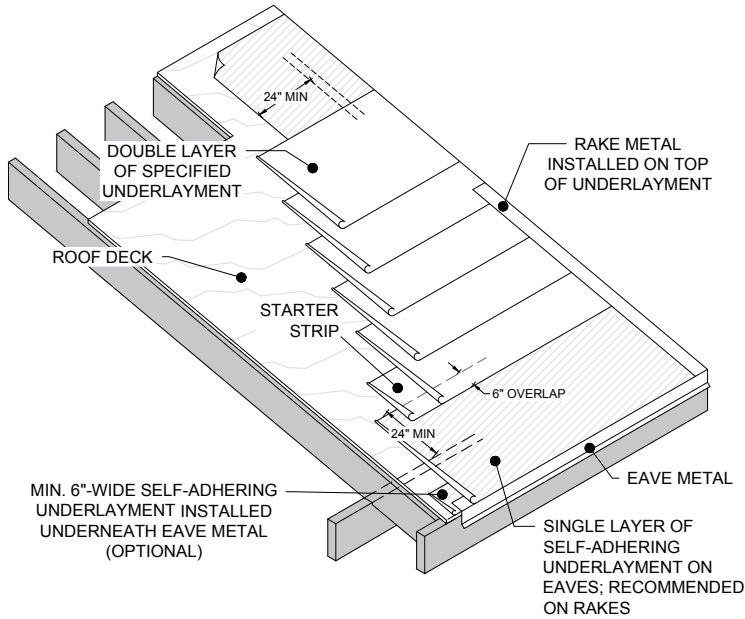 24" MIN
DOUBLE LAYER
OF SPECIFIED
UNDERLAYMENT
RAKE METAL
INSTALLED ON TOP
OF UNDERLAYMENT
ROOF DECK
STARTER
STRIP
6" OVERLAP
24" MIN
EAVE METAL
MIN. 6"-WIDE SELF-ADHERING
UNDERLAYMENT INSTALLED
UNDERNEATH EAVE METAL
(OPTIONAL)
SINGLE LAYER OF
SELF-ADHERING
UNDERLAYMENT ON
EAVES; RECOMMENDED
ON RAKES